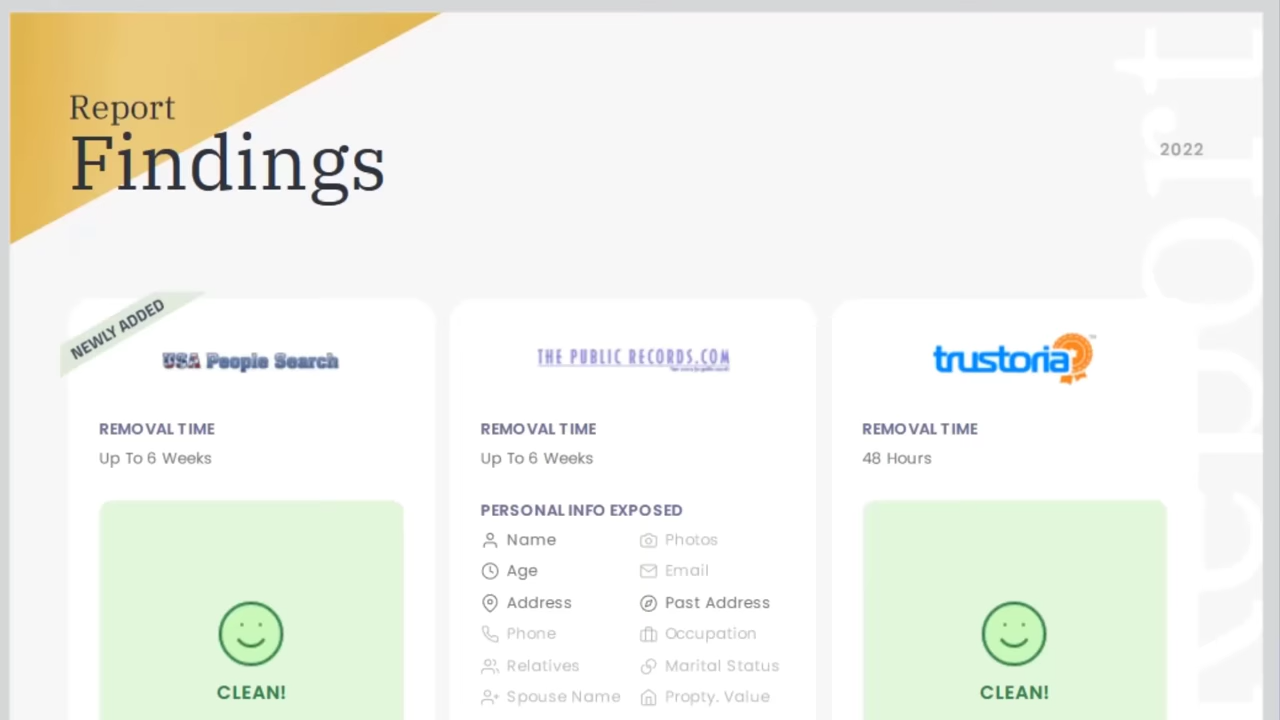 Report
Findings
2022
report
NEWLY ADDED
USA People Search
REMOVAL TIME
Up To 6 Weeks
CLEAN!
THE PUBLIC RECORDS.COM
REMOVAL TIME
Up To 6 Weeks
PERSONAL INFO EXPOSED
Name
Photos
Age
Email
Address
Past Address
Phone
Occupation
Relatives
Marital Status
Spouse Name
Propty. Value
trustoria
TM
REMOVAL TIME
48 Hours
CLEAN!